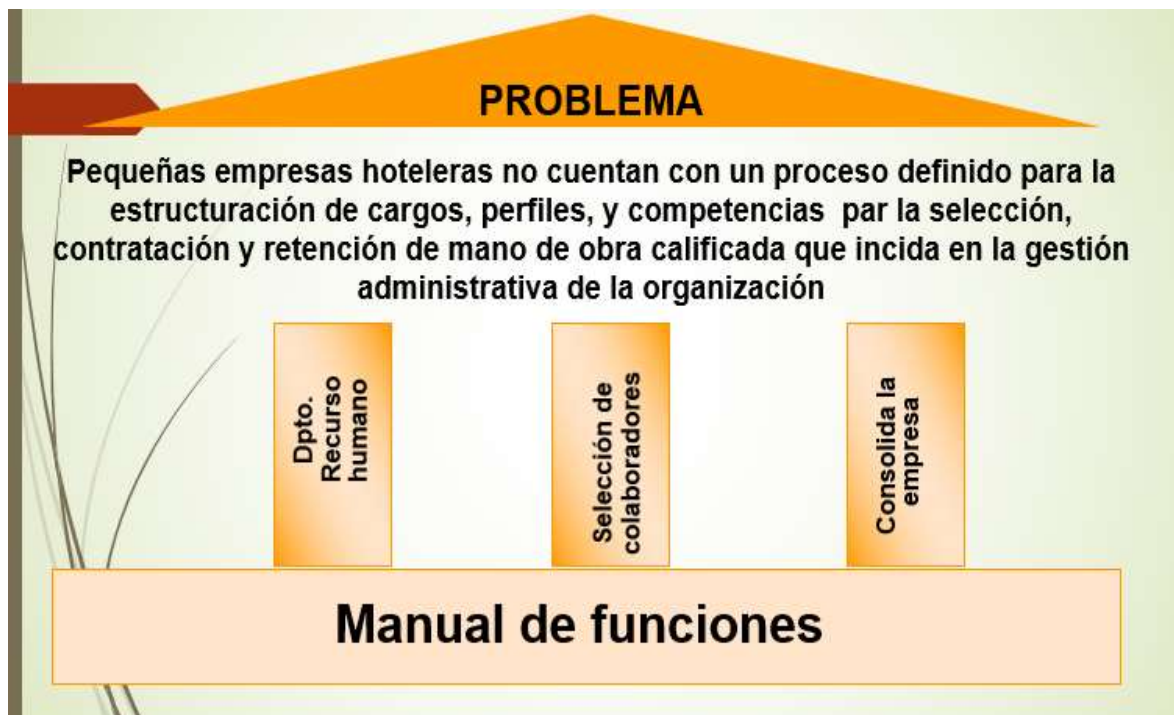 PROBLEMA
Pequeñas empresas hoteleras no cuentan con un proceso definido para la
estructuración de cargos, perfiles, y competencias par la selección,
contratación y retención de mano de obra calificada que incida en la gestión
administrativa de la organización
Dpto.
Recurso
humano
Selección de
colaboradores
Consolida la
empresa
Manual de funciones